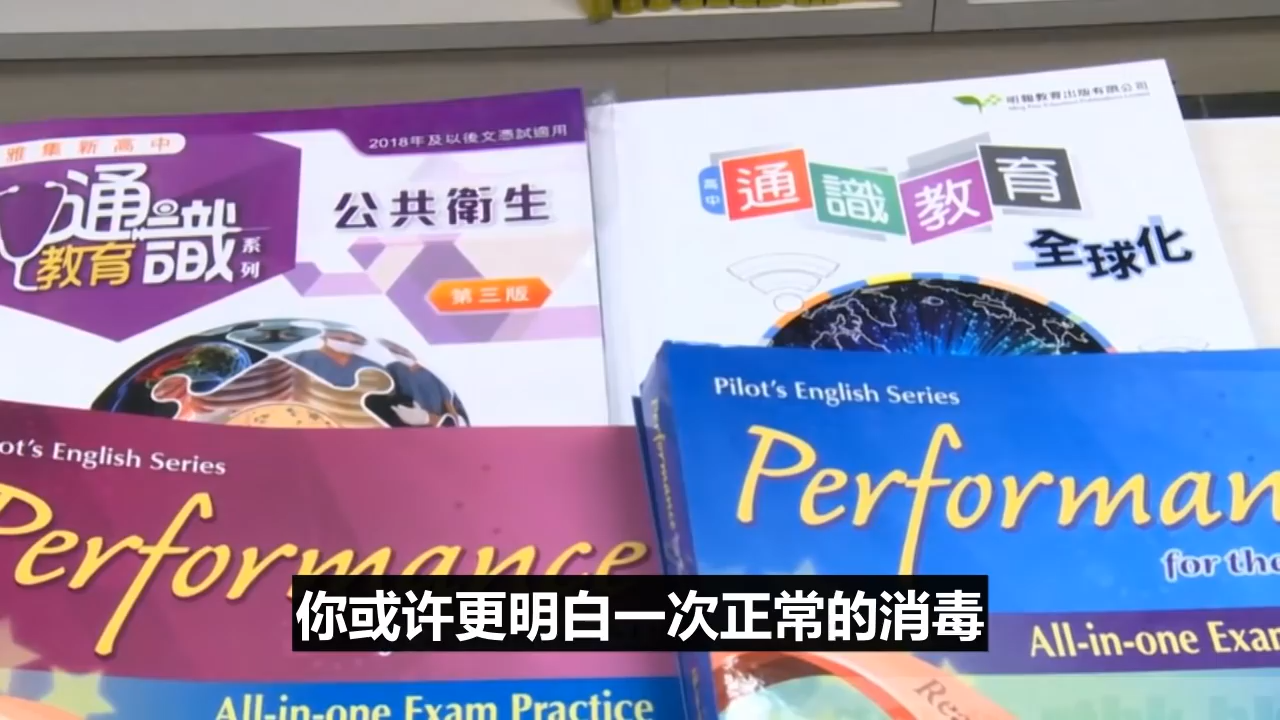 雅集新高中
2018年及以後文憑試適用
通識
教育
系列
公共衛生
第三版
明報教育出版有限公司
高中
通識教育
全球化
ot's English Series
Performance
All-in-one Exam Practice
Pilot's English Series
Performan
for the
All-in-one Exa
Rea
你或许更明白一次正常的消毒